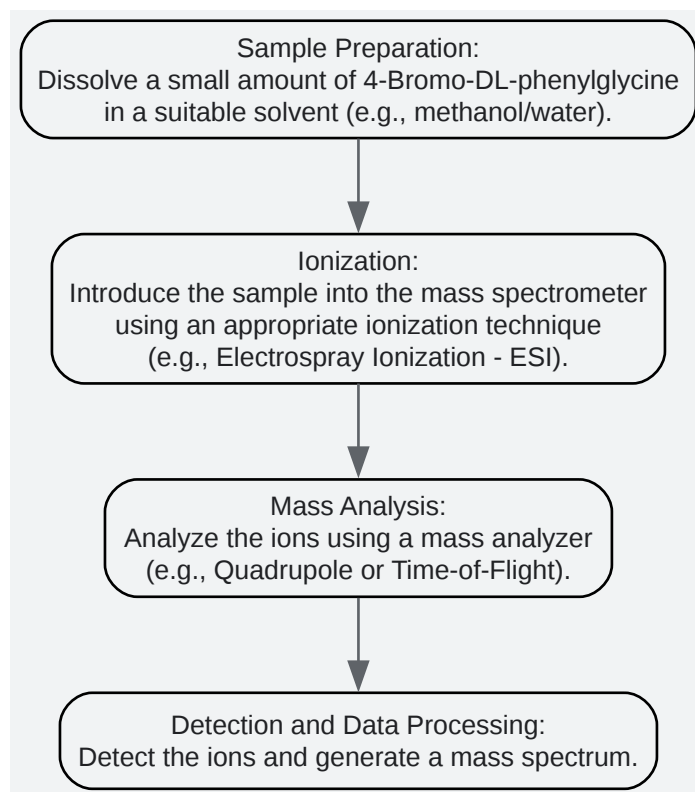 Sample Preparation:
Dissolve a small amount of 4-Bromo-DL-phenylglycine
in a suitable solvent (e.g., methanol/water).
Ionization:
Introduce the sample into the mass spectrometer
using an appropriate ionization technique
(e.g., Electrospray Ionization - ESI).
Mass Analysis:
Analyze the ions using a mass analyzer
(e.g., Quadrupole or Time-of-Flight).
Detection and Data Processing:
Detect the ions and generate a mass spectrum.